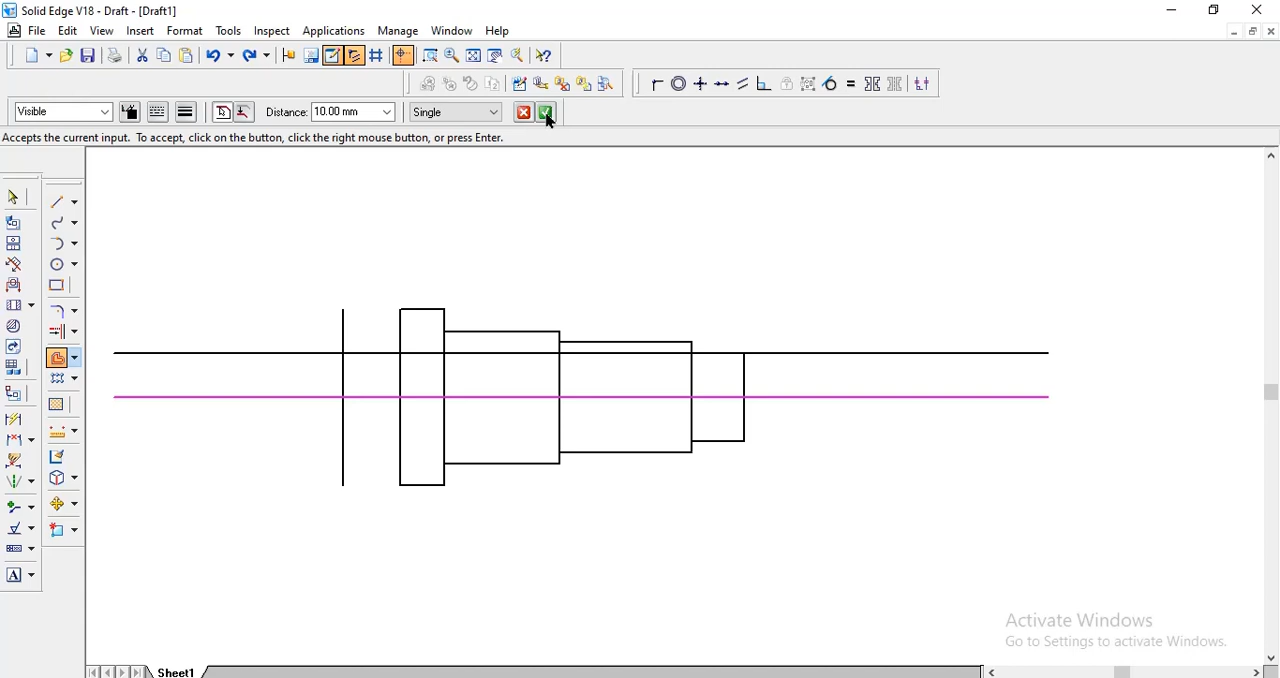 Solid Edge V18 - Draft - [Draft1]
File Edit View Insert Format Tools Inspect Applications Manage Window Help
Visible Distance: 10.00 mm Single
Accepts the current input. To accept, click on the button, click the right mouse button, or press Enter.
A
Activate Windows
Go to Settings to activate Windows.
Sheet1